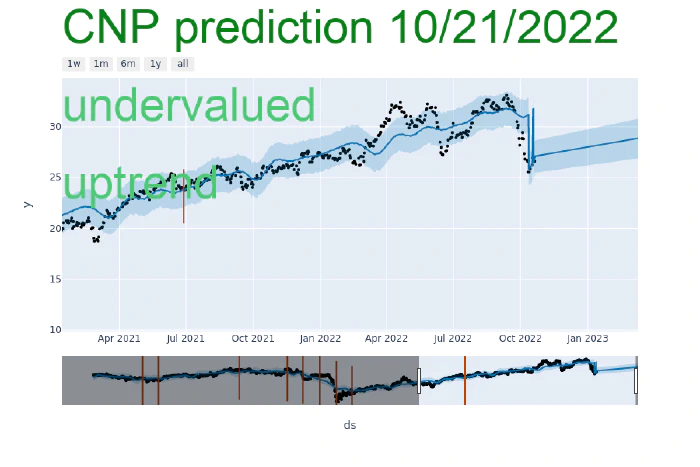 CNP prediction 10/21/2022
1w 1m 6m 1y all
undervalued
30
uptrend
25
y
20
15
10
Apr 2021 Jul 2021 Oct 2021 Jan 2022 Apr 2022 Jul 2022 Oct 2022 Jan 2023
ds